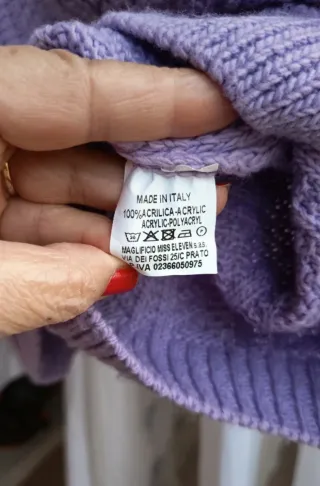 MADE IN ITALY
100%ACRILICA-ACRYLIC
ACRYLIC-POLYACRYL
MAGLIFICIO MISS ELEVEN s.a.s.
VIA DEI FOSSI 25/C PRATO
P.IVA 02366050975